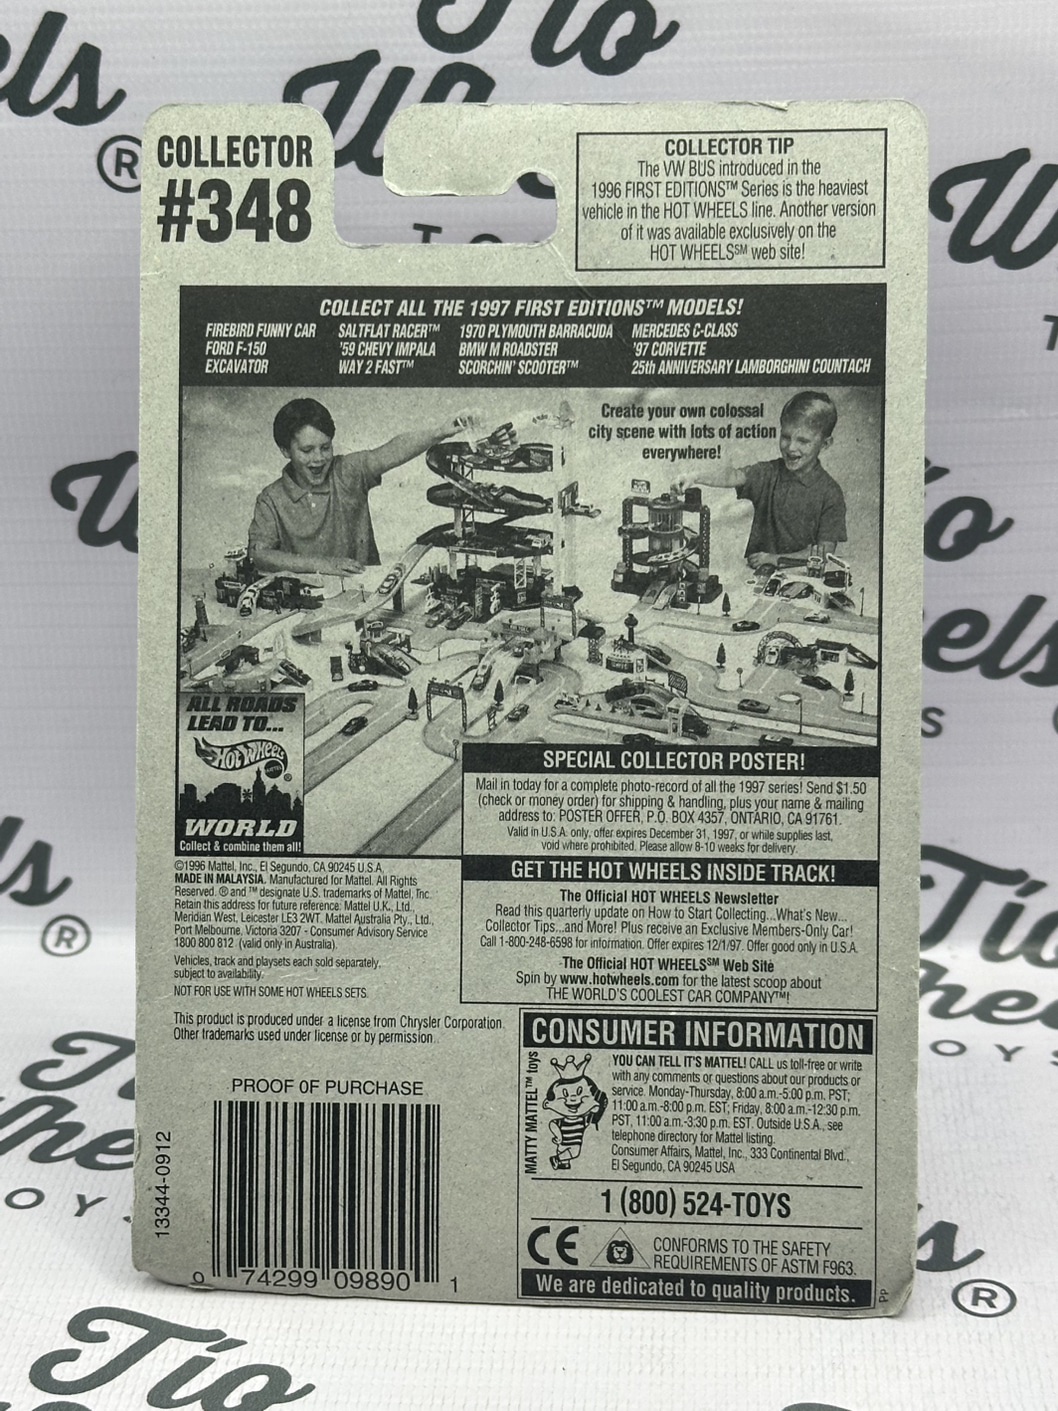 COLLECTOR
#348
COLLECTOR TIP
The VW BUS introduced in the
1996 FIRST EDITIONS™ Series is the heaviest
vehicle in the HOT WHEELS line. Another version
of it was available exclusively on the
HOT WHEELS℠ web site!
COLLECT ALL THE 1997 FIRST EDITIONS™ MODELS!
FIREBIRD FUNNY CAR SALTFLAT RACER™ 1970 PLYMOUTH BARRACUDA MERCEDES C-CLASS
FORD F-150 '59 CHEVY IMPALA BMW M ROADSTER '97 CORVETTE
EXCAVATOR WAY 2 FAST™ SCORCHIN' SCOOTER™ 25th ANNIVERSARY LAMBORGHINI COUNTACH
Create your own colossal
city scene with lots of action
everywhere!
ALL ROADS
LEAD TO...
Hot Wheels
MATTEL
®
WORLD
Collect & combine them all!
SPECIAL COLLECTOR POSTER!
Mail in today for a complete photo-record of all the 1997 series! Send $1.50
(check or money order) for shipping & handling, plus your name & mailing
address to: POSTER OFFER, P.O. BOX 4357, ONTARIO, CA 91761.
Valid in U.S.A. only, offer expires December 31, 1997, or while supplies last,
void where prohibited. Please allow 8-10 weeks for delivery.
GET THE HOT WHEELS INSIDE TRACK!
The Official HOT WHEELS Newsletter
Read this quarterly update on How to Start Collecting...What's New...
Collector Tips...and More! Plus receive an Exclusive Members-Only Car!
Call 1-800-248-6598 for information. Offer expires 12/1/97. Offer good only in U.S.A.
The Official HOT WHEELS℠ Web Site
Spin by www.hotwheels.com for the latest scoop about
THE WORLD'S COOLEST CAR COMPANY™!
©1996 Mattel, Inc., El Segundo, CA 90245 U.S.A.
MADE IN MALAYSIA. Manufactured for Mattel. All Rights
Reserved. ® and ™ designate U.S. trademarks of Mattel, Inc.
Retain this address for future reference: Mattel U.K., Ltd.,
Meridian West, Leicester LE3 2WT. Mattel Australia Pty., Ltd.,
Port Melbourne, Victoria 3207 - Consumer Advisory Service
1800 800 812 (valid only in Australia).
Vehicles, track and playsets each sold separately,
subject to availability.
NOT FOR USE WITH SOME HOT WHEELS SETS.
This product is produced under a license from Chrysler Corporation.
Other trademarks used under license or by permission.
PROOF OF PURCHASE
13344-0912
0 74299 09890 1
CONSUMER INFORMATION
MATTY MATTEL™ toys
YOU CAN TELL IT'S MATTEL! CALL us toll-free or write
with any comments or questions about our products or
service. Monday-Thursday, 8:00 a.m.-5:00 p.m. PST;
11:00 a.m.-8:00 p.m. EST; Friday, 8:00 a.m.-12:30 p.m.
PST, 11:00 a.m.-3:30 p.m. EST. Outside U.S.A., see
telephone directory for Mattel listing.
Consumer Affairs, Mattel, Inc., 333 Continental Blvd.,
El Segundo, CA 90245 USA
1 (800) 524-TOYS
CE
CONFORMS TO THE SAFETY
REQUIREMENTS OF ASTM F963.
We are dedicated to quality products.
PP
Tio
Wheels
®
TOYS